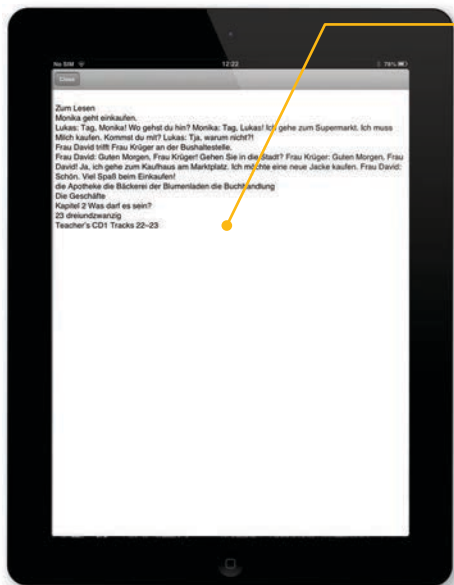 No SIM 12:22 78%
Close
Zum Lesen
Monika geht einkaufen.
Lukas: Tag, Monika! Wo gehst du hin? Monika: Tag, Lukas! Ich gehe zum Supermarkt. Ich muss
Milch kaufen. Kommst du mit? Lukas: Tja, warum nicht?!
Frau David trifft Frau Krüger an der Bushaltestelle.
Frau David: Guten Morgen, Frau Krüger! Gehen Sie in die Stadt? Frau Krüger: Guten Morgen, Frau
David! Ja, ich gehe zum Kaufhaus am Marktplatz. Ich möchte eine neue Jacke kaufen. Frau David:
Schön. Viel Spaß beim Einkaufen!
die Apotheke die Bäckerei der Blumenladen die Buchhandlung
Die Geschäfte
Kapitel 2 Was darf es sein?
23 dreiundzwanzig
Teacher's CD1 Tracks 22–23